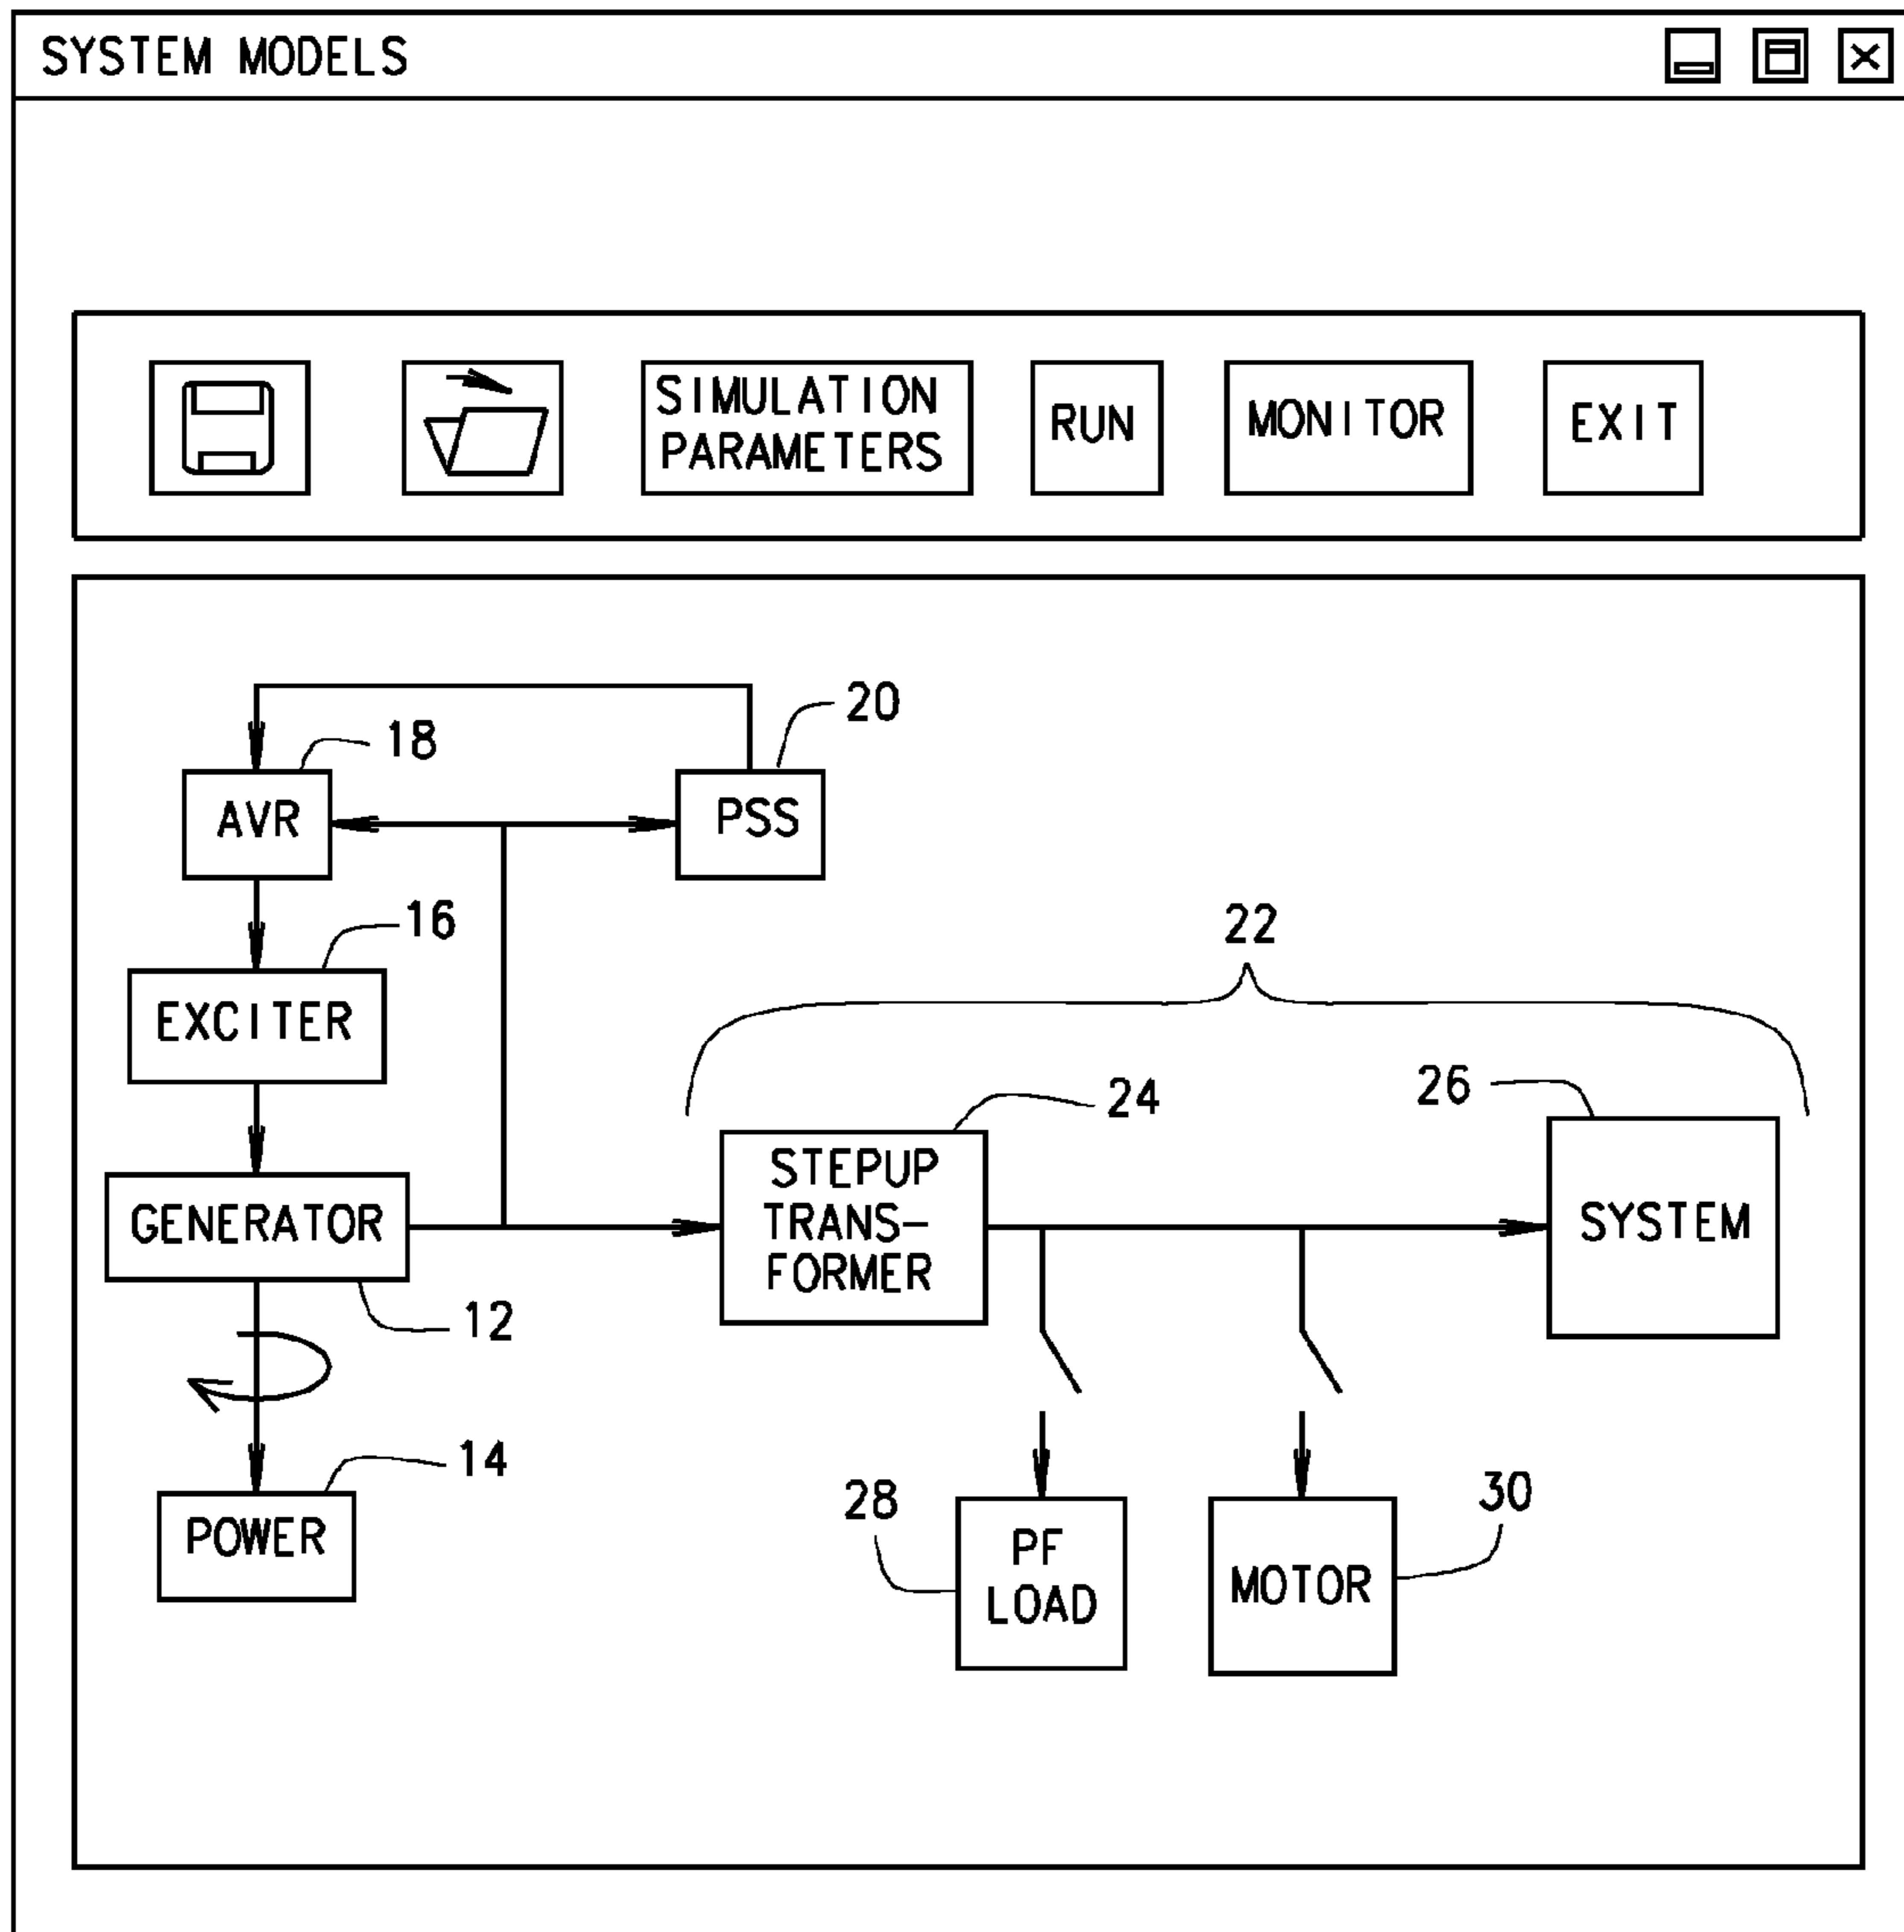 SYSTEM MODELS
SIMULATION
PARAMETERS
RUN
MONITOR
EXIT
20
18
AVR
PSS
16
22
EXCITER
24
26
STEPUP
TRANS-
FORMER
GENERATOR
SYSTEM
12
14
28
30
POWER
PF
LOAD
MOTOR